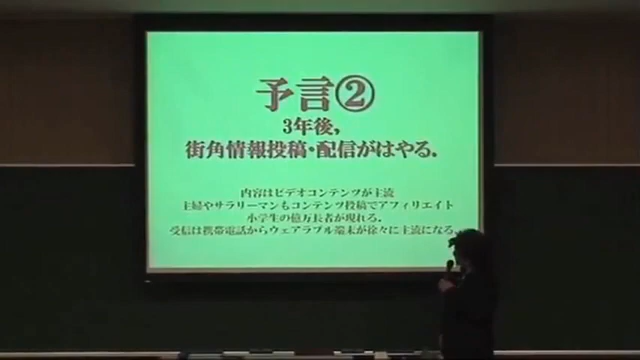 予言②
3年後,
街角情報投稿・配信がはやる.
内容はビデオコンテンツが主流
主婦やサラリーマンもコンテンツ投稿でアフィリエイト
小学生の億万長者が現れる。
受信は携帯電話からウェアラブル端末が徐々に主流になる。